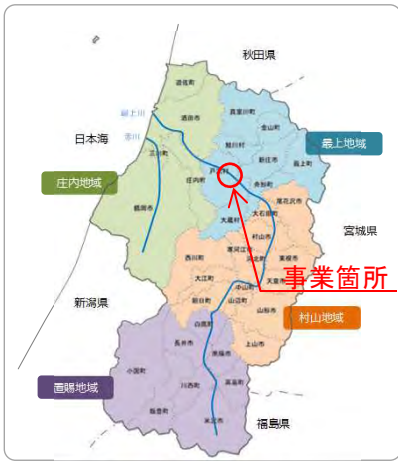 秋田県
遊佐町
真室川町
最上川
酒田市
金山町
赤川
鮭川村
最上地域
日本海
新庄市
三川町
戸沢村
最上町
庄内地域
庄内町
舟形町
尾花沢市
鶴岡市
大蔵村
大石田町
村山市
宮城県
寒河江市
西川町
河北町
東根市
大江町
天童市
事業箇所
新潟県
朝日町
中山町
山辺町
山形市
村山地域
白鷹町
上山市
長井市
置賜地域
南陽市
小国町
川西町
高畠町
飯豊町
米沢市
福島県